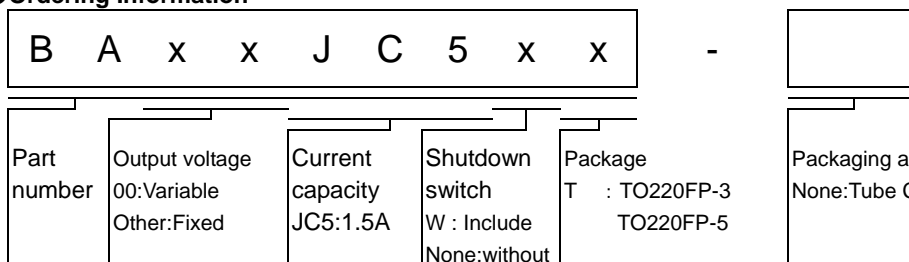 Ordering Information
B A x x J C 5 x x -
Part
number
Output voltage
00:Variable
Other:Fixed
Current
capacity
JC5:1.5A
Shutdown
switch
W : Include
None:without
Package
T : TO220FP-3
TO220FP-5
Packaging a
None:Tube